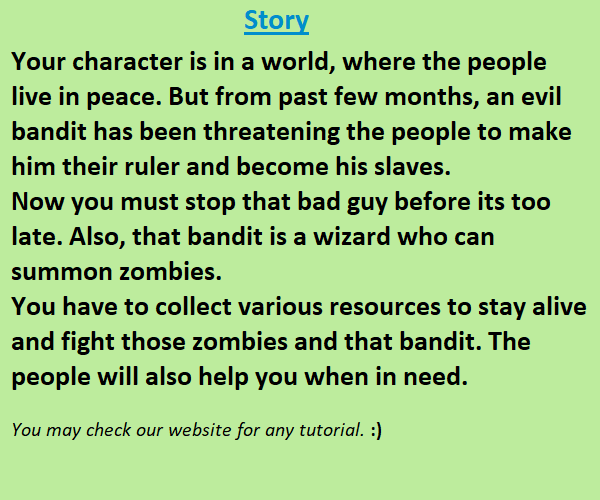 Story
Your character is in a world, where the people
live in peace. But from past few months, an evil
bandit has been threatening the people to make
him their ruler and become his slaves.
Now you must stop that bad guy before its too
late. Also, that bandit is a wizard who can
summon zombies.
You have to collect various resources to stay alive
and fight those zombies and that bandit. The
people will also help you when in need.
You may check our website for any tutorial. :)